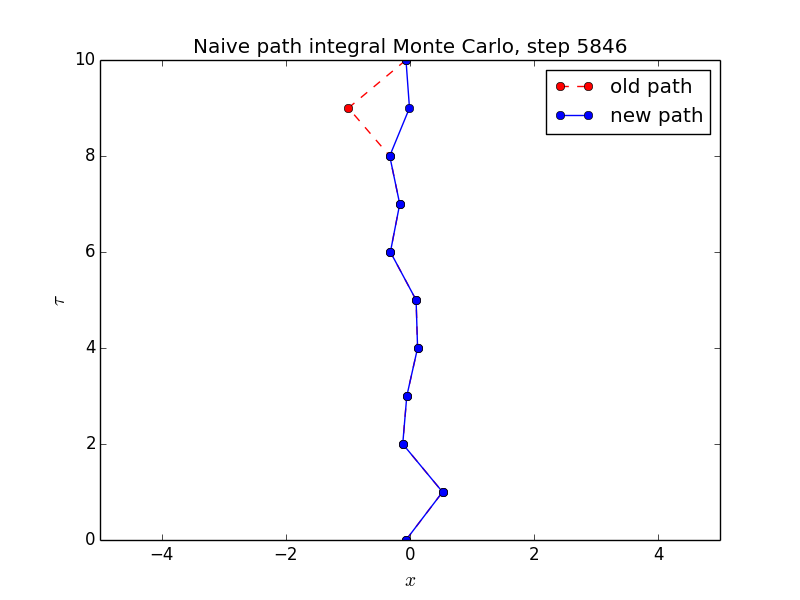 Naive path integral Monte Carlo, step 5846
old path
new path
10
8
6
4
2
0
τ
−4 −2 0 2 4
x